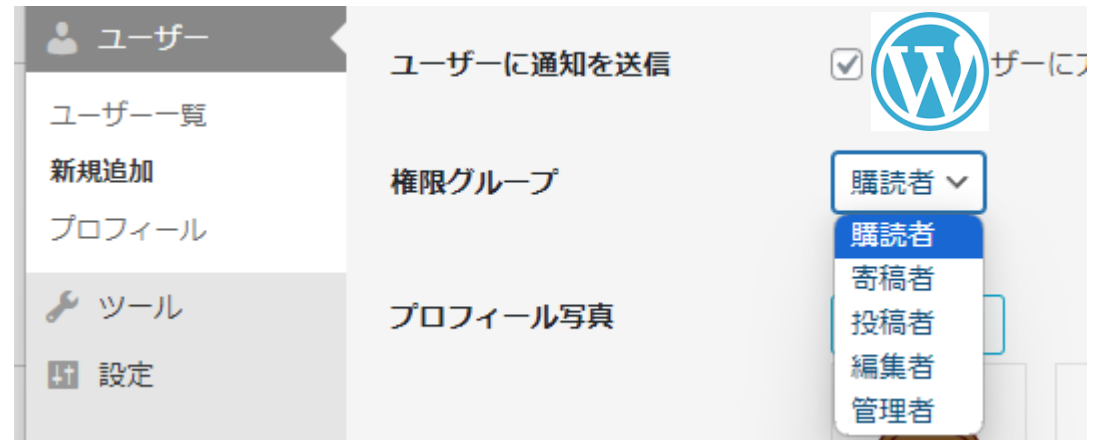 ユーザー
ユーザー一覧
新規追加
プロフィール
ツール
設定
ユーザーに通知を送信
ザーに
権限グループ
購読者
購読者
寄稿者
投稿者
編集者
管理者
プロフィール写真